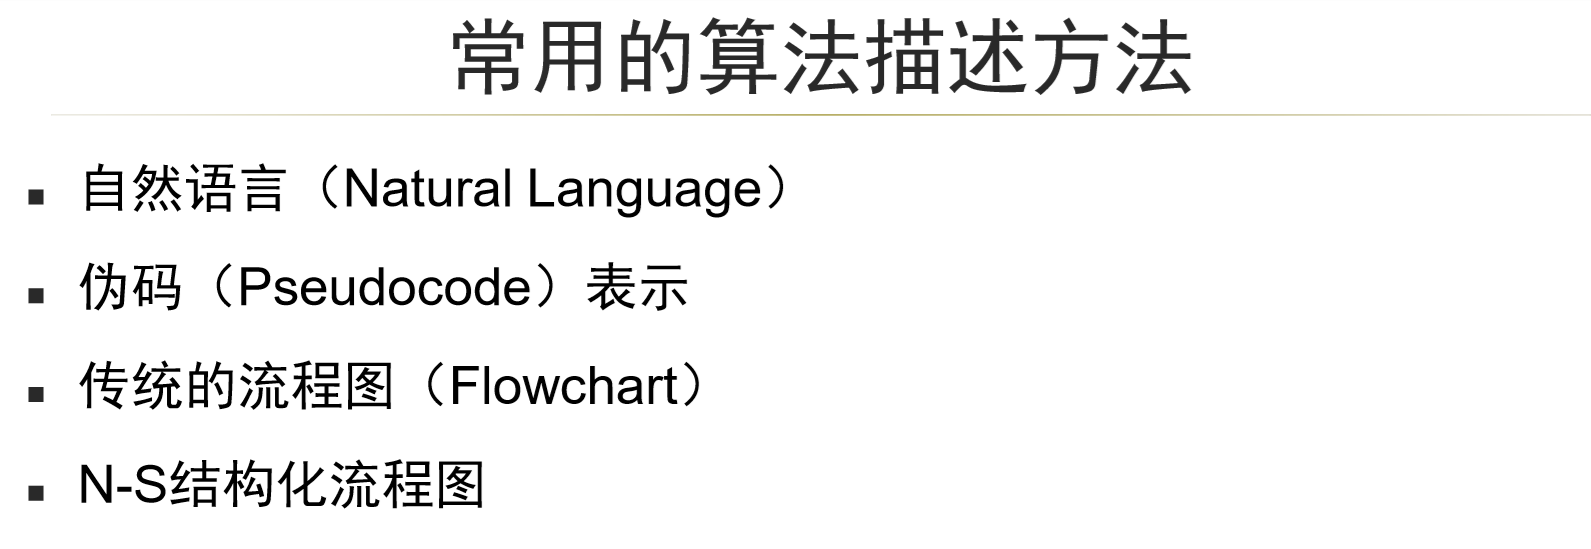 常用的算法描述方法
▪ 自然语言（Natural Language）
▪ 伪码（Pseudocode）表示
▪ 传统的流程图（Flowchart）
▪ N-S结构化流程图